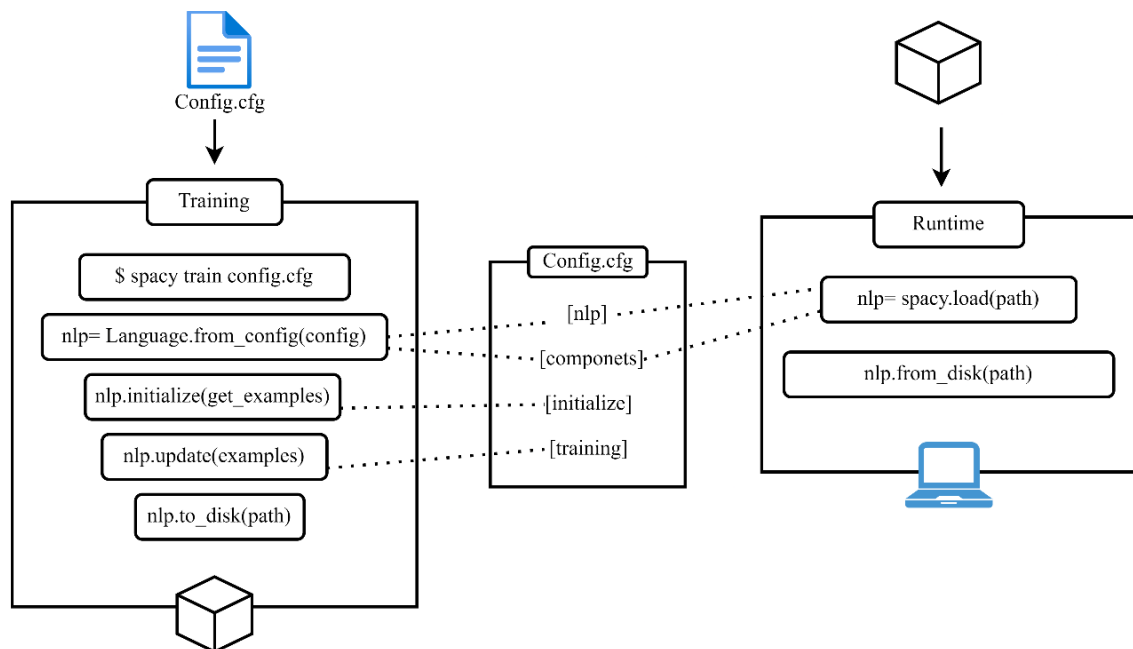 Config.cfg
Training
$ spacy train config.cfg
nlp= Language.from_config(config)
nlp.initialize(get_examples)
nlp.update(examples)
nlp.to_disk(path)
Config.cfg
[nlp]
[componets]
[initialize]
[training]
Runtime
nlp= spacy.load(path)
nlp.from_disk(path)